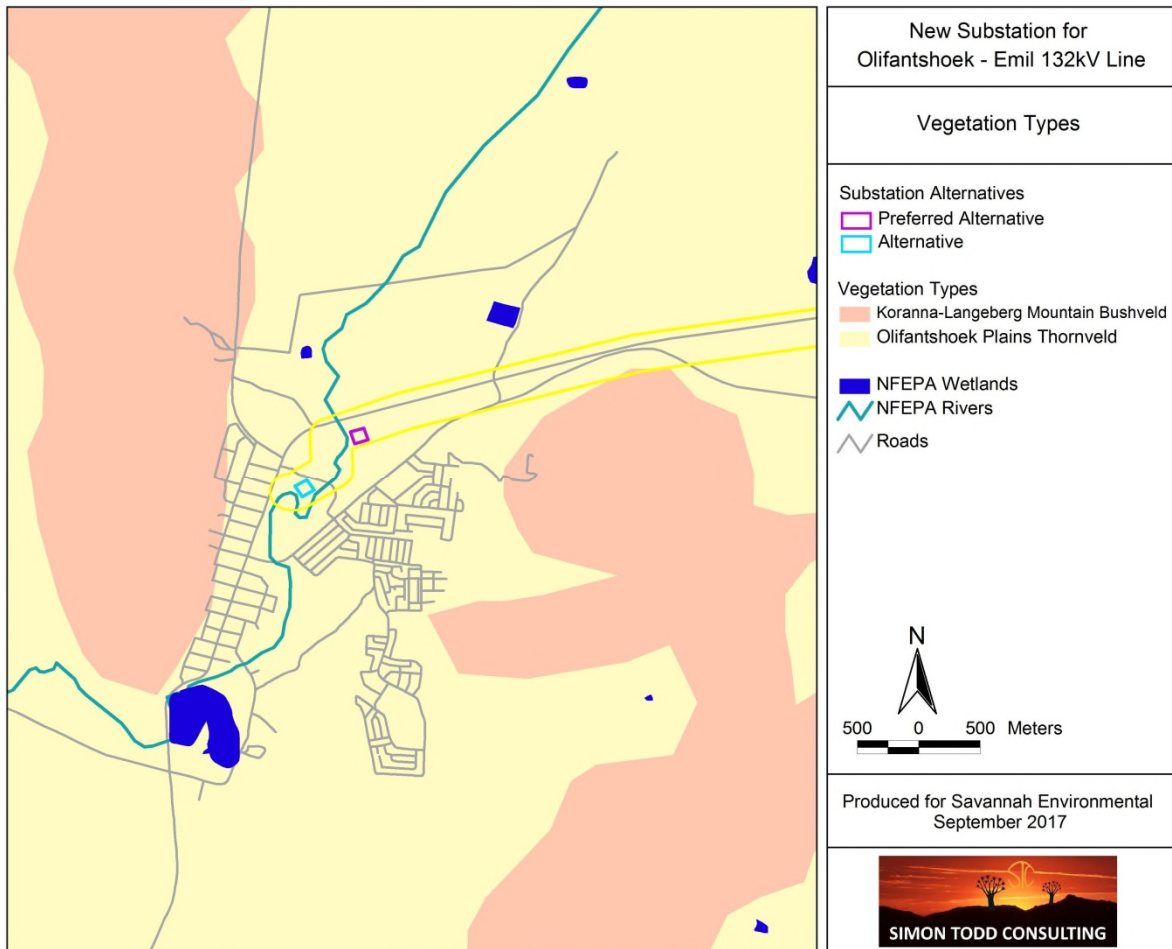 New Substation for
Olifantshoek - Emil 132kV Line
Vegetation Types
Substation Alternatives
Preferred Alternative
Alternative
Vegetation Types
Koranna-Langeberg Mountain Bushveld
Olifantshoek Plains Thornveld
NFEPA Wetlands
NFEPA Rivers
Roads
N
500 0 500 Meters
Produced for Savannah Environmental
September 2017
STC
SIMON TODD CONSULTING